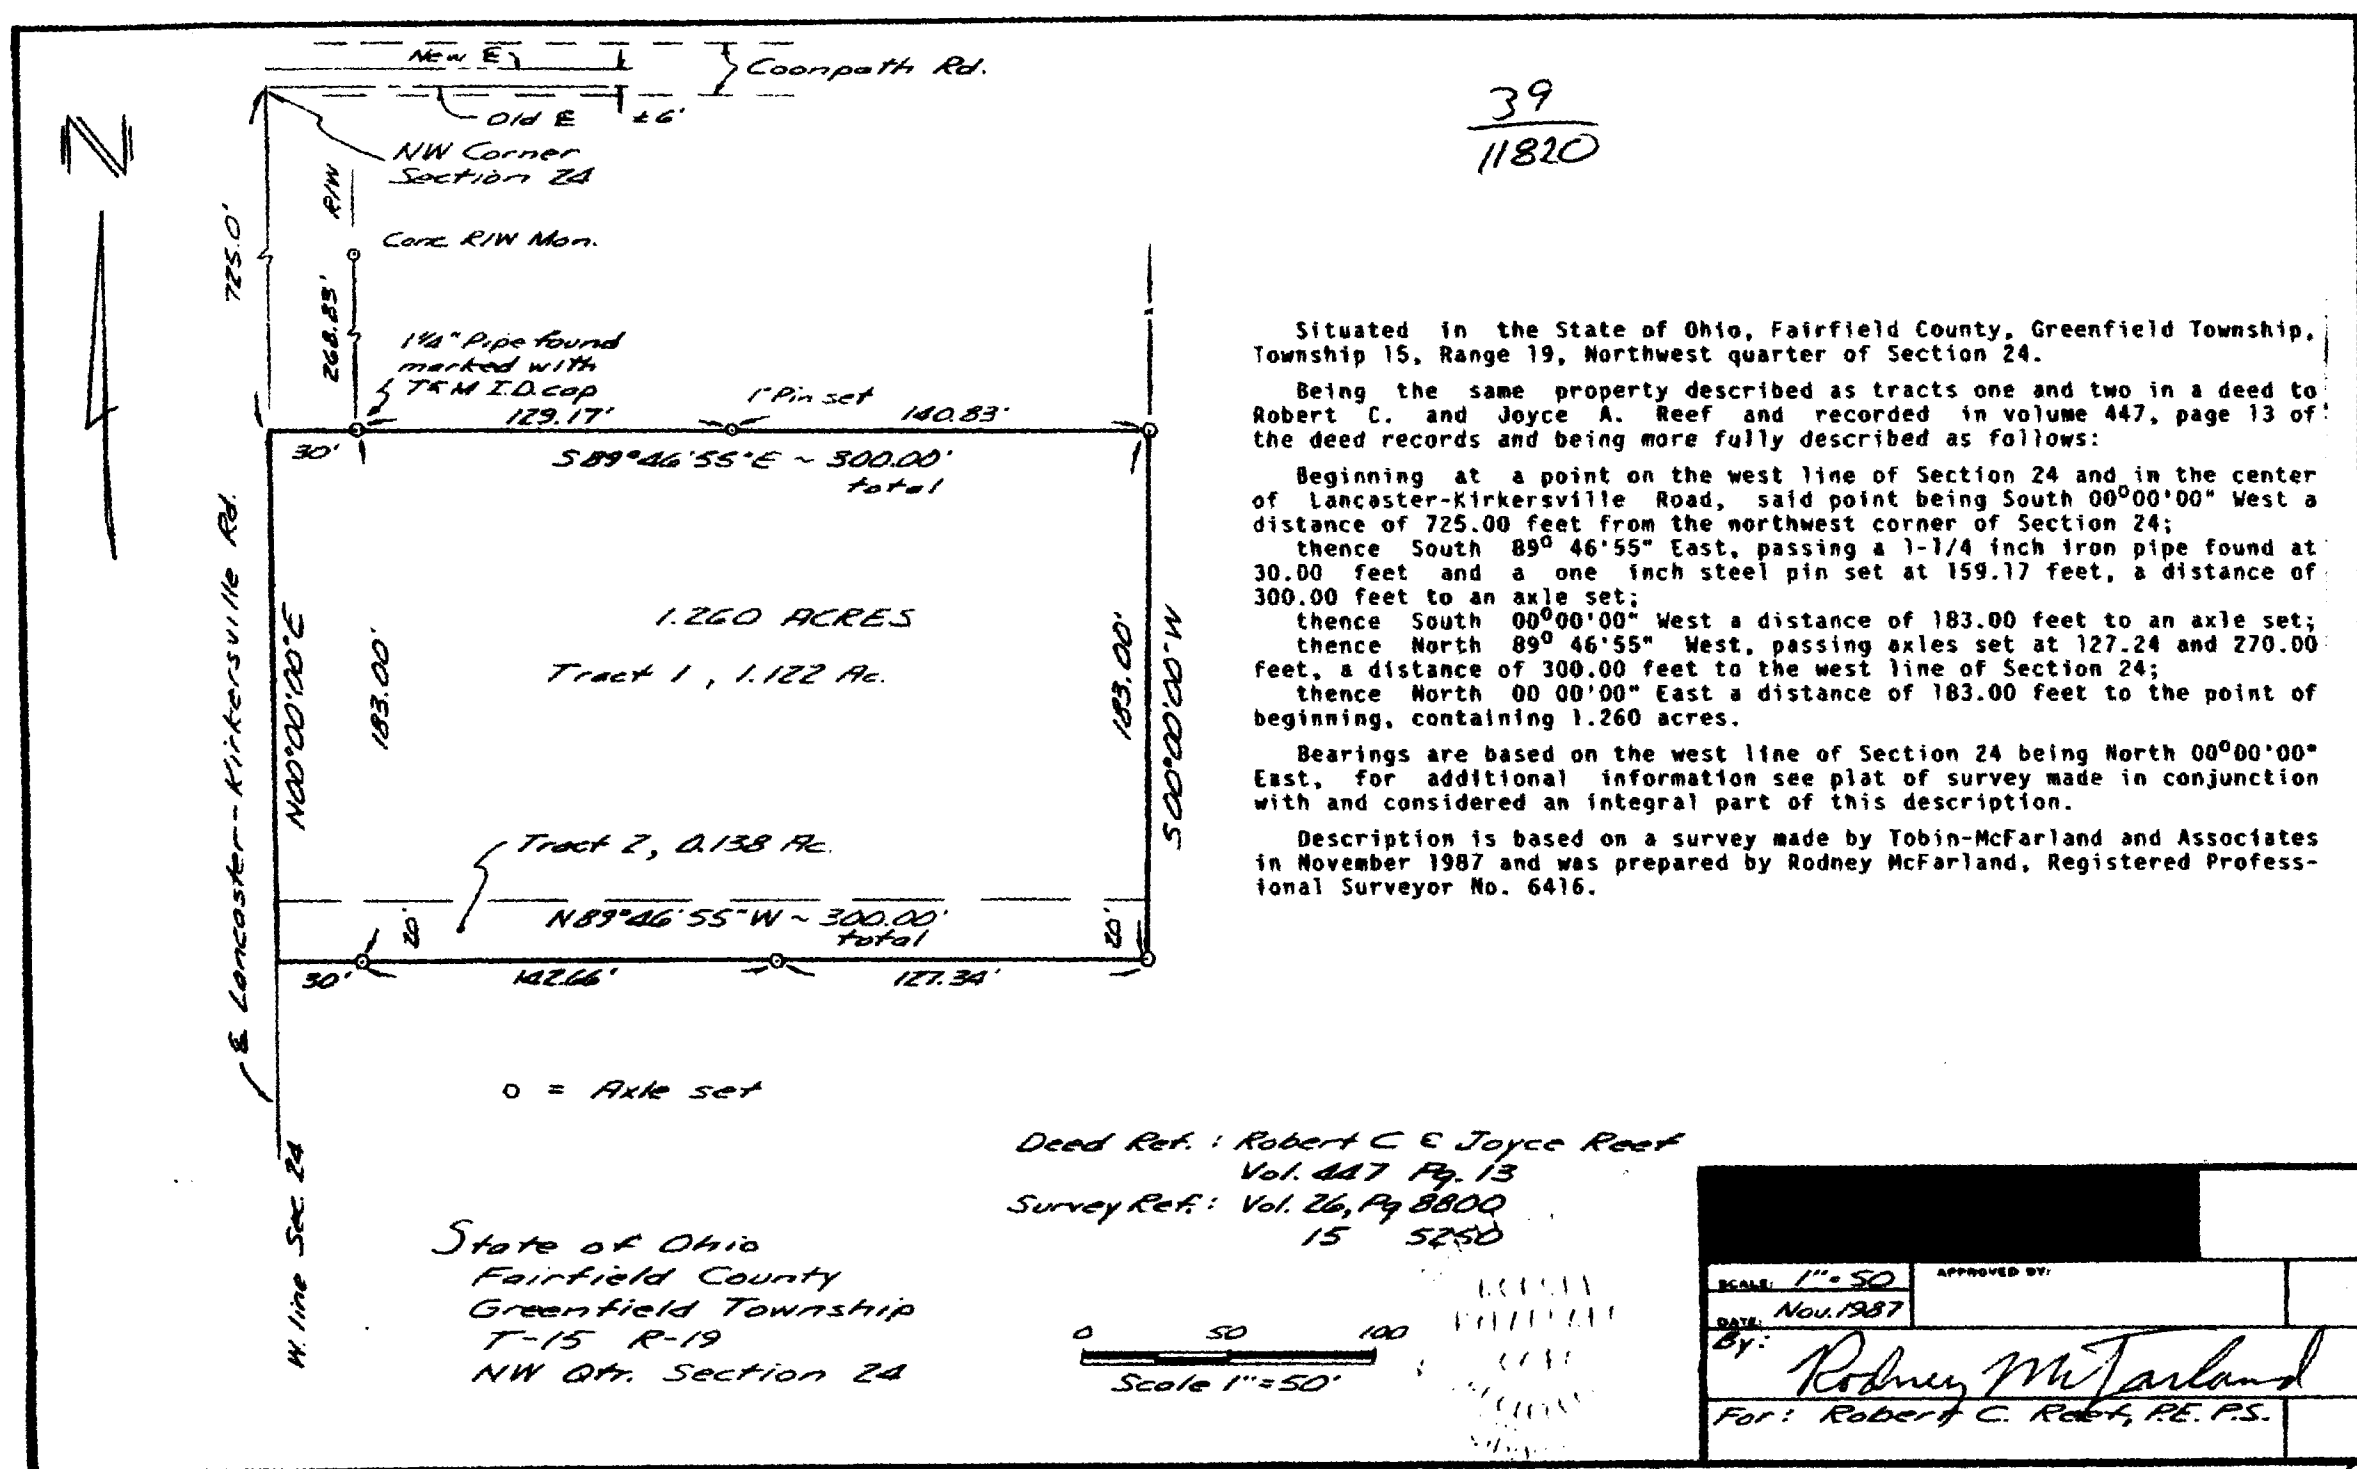 New ℄
Coonpath Rd.
Old ℄ ±6'
NW Corner
Section 24
R/W
725.0'
Conc R/W Mon.
268.83'
1¼" Pipe found
marked with
T&M I.D. cap
129.17'
1" Pin set
140.83'
30'
S 89°46'55"E ~ 300.00'
total
℄ Lancaster--Kirkersville Rd.
N00°00'00"E
183.00'
1.260 ACRES
Tract 1, 1.122 Ac.
183.00'
S 00°00'00"W
Tract 2, 0.138 Ac.
20'
N89°46'55"W ~ 300.00'
total
20'
30'
142.66'
127.34'
o = Axle set
W. line Sec. 24
39
11820
Situated in the State of Ohio, Fairfield County, Greenfield Township,
Township 15, Range 19, Northwest quarter of Section 24.
Being the same property described as tracts one and two in a deed to
Robert C. and Joyce A. Reef and recorded in volume 447, page 13 of
the deed records and being more fully described as follows:
Beginning at a point on the west line of Section 24 and in the center
of Lancaster-Kirkersville Road, said point being South 00°00'00" West a
distance of 725.00 feet from the northwest corner of Section 24;
thence South 89° 46'55" East, passing a 1-1/4 inch iron pipe found at
30.00 feet and a one inch steel pin set at 159.17 feet, a distance of
300.00 feet to an axle set;
thence South 00°00'00" West a distance of 183.00 feet to an axle set;
thence North 89° 46'55" West, passing axles set at 127.24 and 270.00
feet, a distance of 300.00 feet to the west line of Section 24;
thence North 00 00'00" East a distance of 183.00 feet to the point of
beginning, containing 1.260 acres.
Bearings are based on the west line of Section 24 being North 00°00'00"
East, for additional information see plat of survey made in conjunction
with and considered an integral part of this description.
Description is based on a survey made by Tobin-McFarland and Associates
in November 1987 and was prepared by Rodney McFarland, Registered Profess-
ional Surveyor No. 6416.
Deed Ref. : Robert C & Joyce Reef
Vol. 447 Pg. 13
Survey Ref. : Vol. 26, Pg 8800
15 5250
State of Ohio
Fairfield County
Greenfield Township
T-15 R-19
NW Qtr. Section 24
0 50 100
Scale 1"=50'
SCALE: 1"=50
APPROVED BY:
DATE: Nov. 1987
By:
Rodney McFarland
For: Robert C. Reef, P.E. P.S.
N